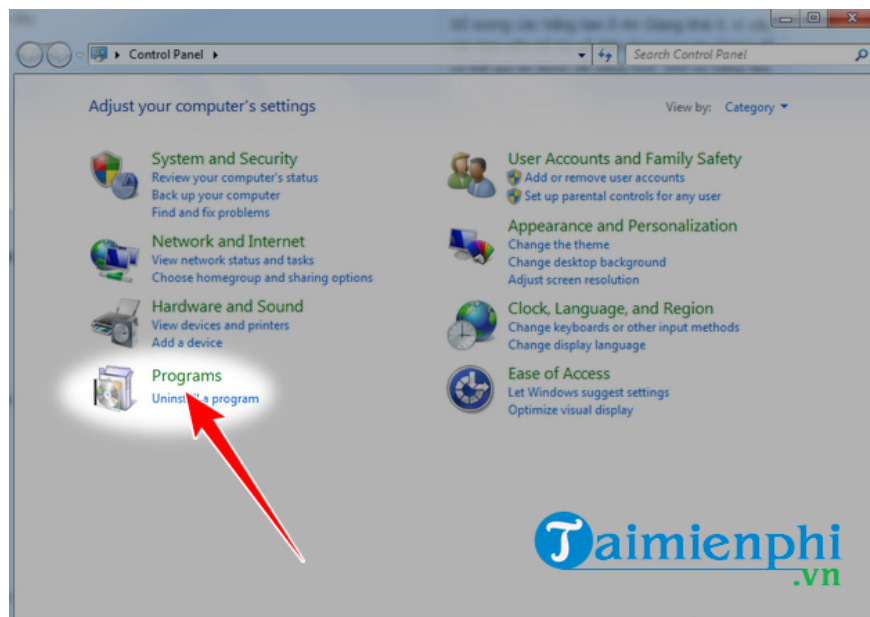 Control Panel
Search Control Panel
Adjust your computer's settings
View by: Category
System and Security
Review your computer's status
Back up your computer
Find and fix problems
Network and Internet
View network status and tasks
Choose homegroup and sharing options
Hardware and Sound
View devices and printers
Add a device
Programs
Uninstall a program
User Accounts and Family Safety
Add or remove user accounts
Set up parental controls for any user
Appearance and Personalization
Change the theme
Change desktop background
Adjust screen resolution
Clock, Language, and Region
Change keyboards or other input methods
Change display language
Ease of Access
Let Windows suggest settings
Optimize visual display
Taimienphi
.vn